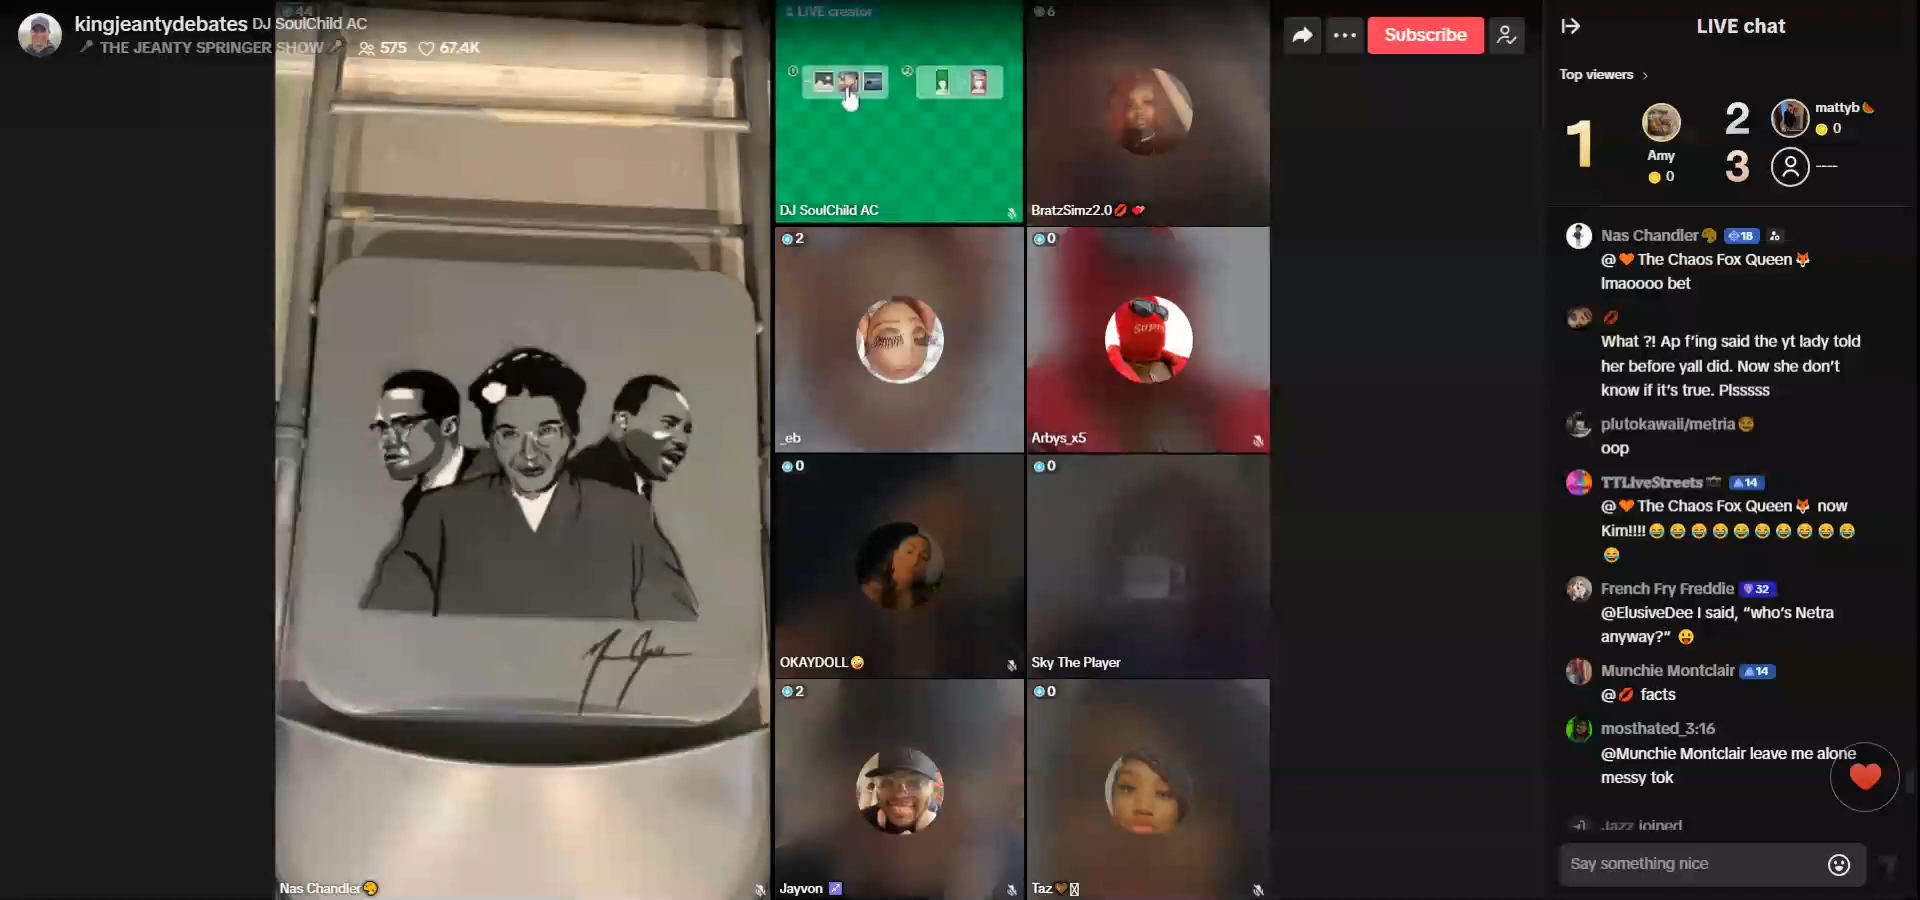 kingjeantydebates DJ SoulChild AC
THE JEANTY SPRINGER SHOW 575 67.4K
44
LIVE creator
6
Subscribe
LIVE chat
Top viewers
1
Amy
0
2
mattyb
0
3
----
DJ SoulChild AC
BratzSimz2.0
2
0
_eb
Arbys_x5
SUPR
0
0
OKAYDOLL
Sky The Player
2
0
Nas Chandler
Jayvon
Taz
Nas Chandler 18
@ The Chaos Fox Queen
lmaoooo bet
What ?! Ap f'ing said the yt lady told
her before yall did. Now she don't
know if it's true. Plsssss
plutokawaii/metria
oop
TTLiveStreets 14
@ The Chaos Fox Queen now
Kim!!!!
French Fry Freddie 32
@ElusiveDee I said, “who's Netra
anyway?”
Munchie Montclair 14
@ facts
mosthated_3:16
@Munchie Montclair leave me alone
messy tok
Jazz joined
Say something nice